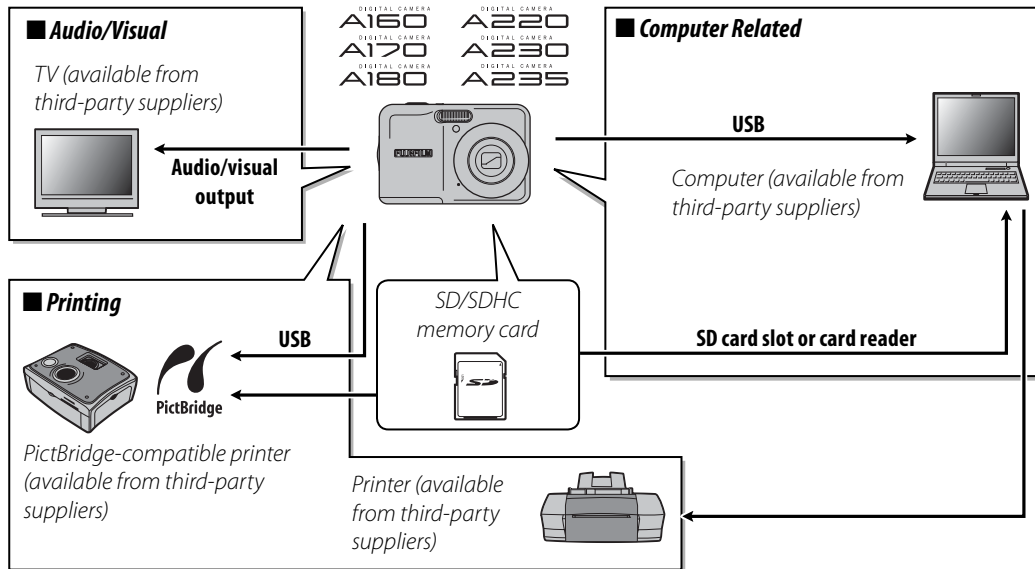 ■ Audio/Visual
TV (available from
third-party suppliers)
Audio/visual
output
DIGITAL CAMERA
A160
DIGITAL CAMERA
A170
DIGITAL CAMERA
A180
DIGITAL CAMERA
A220
DIGITAL CAMERA
A230
DIGITAL CAMERA
A235
FUJIFILM
■ Computer Related
USB
Computer (available from
third-party suppliers)
SD card slot or card reader
SD/SDHC
memory card
SD
■ Printing
USB
PictBridge
PictBridge-compatible printer
(available from third-party
suppliers)
Printer (available
from third-party
suppliers)